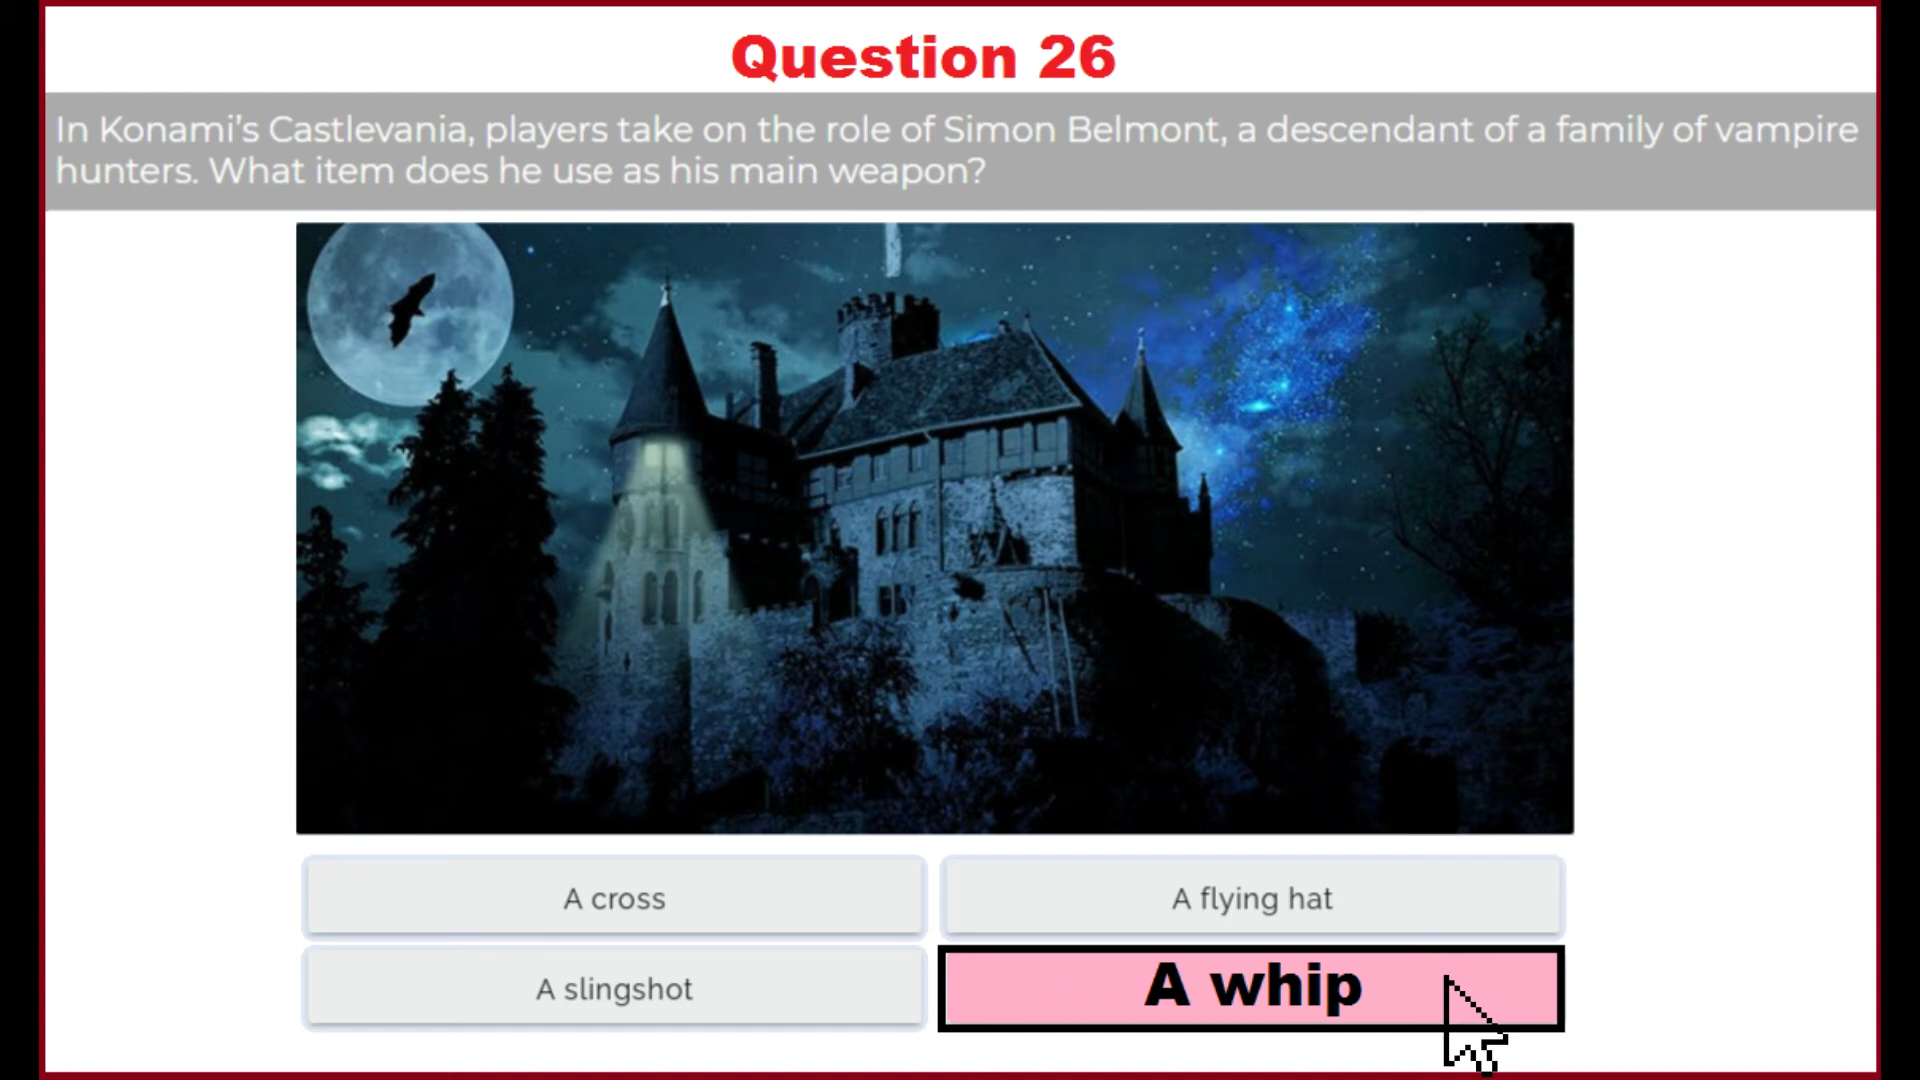 Question 26
In Konami’s Castlevania, players take on the role of Simon Belmont, a descendant of a family of vampire
hunters. What item does he use as his main weapon?
A cross
A flying hat
A slingshot
A whip